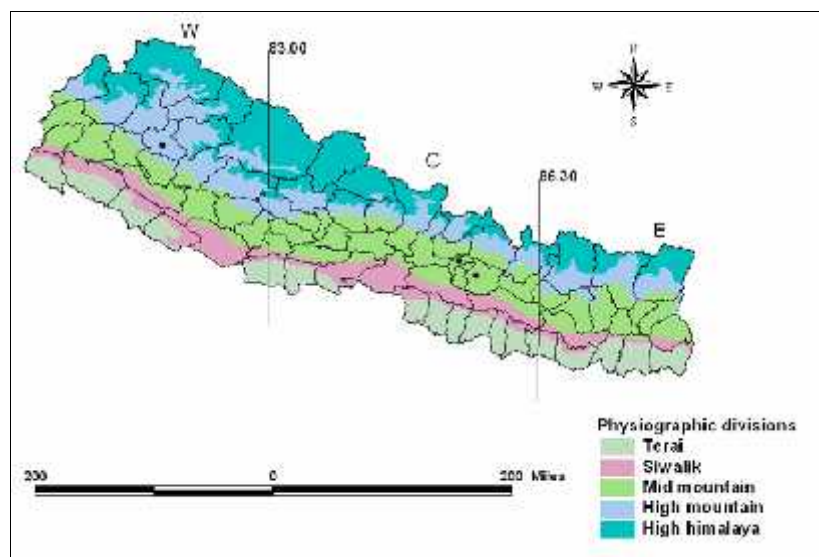 W
83.00
N
W E
S
C
86.30
E
Physiographic divisions
Terai
Siwalik
Mid mountain
High mountain
High himalaya
200 0 200 Miles